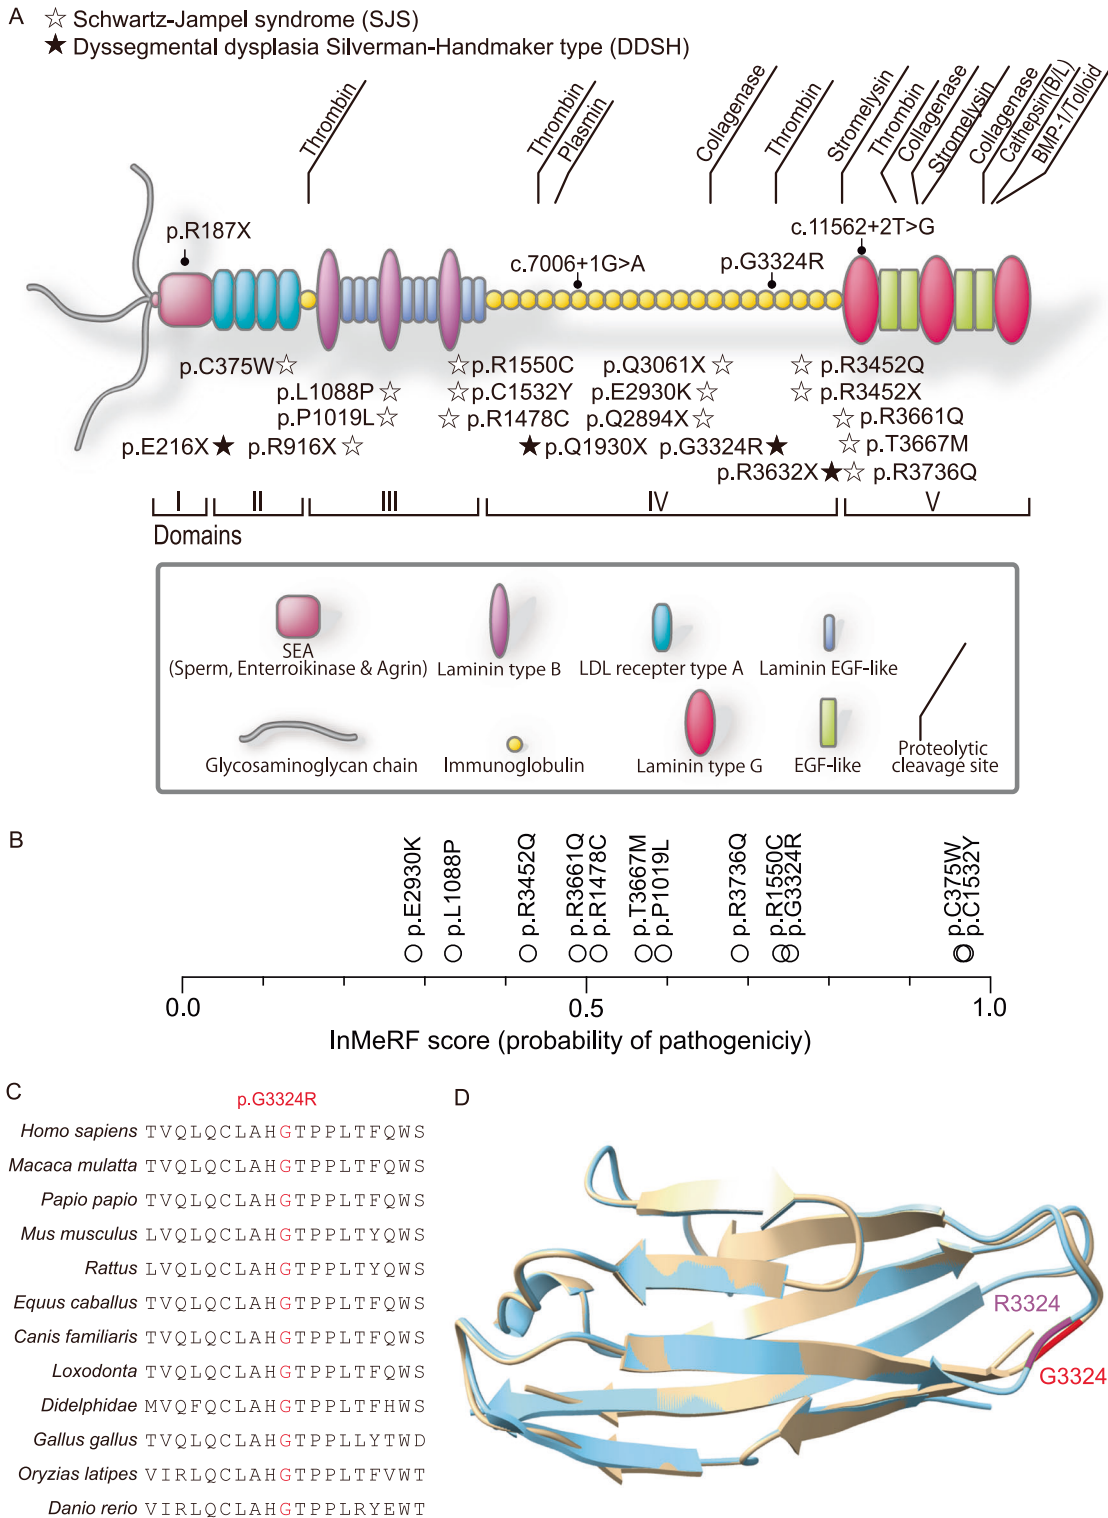 A
☆ Schwartz-Jampel syndrome (SJS)
★ Dyssegmental dysplasia Silverman-Handmaker type (DDSH)
Thrombin
Thrombin
Plasmin
Collagenase
Thrombin
Stromelysin
Thrombin
Collagenase
Stromelysin
Collagenase
Cathepsin(B/L)
BMP-1/Tolloid
p.R187X
c.7006+1G>A
p.G3324R
c.11562+2T>G
p.C375W☆ ☆p.R1550C p.Q3061X☆ ☆p.R3452Q
p.L1088P☆ ☆p.C1532Y p.E2930K☆ ☆p.R3452X
p.P1019L☆ ☆p.R1478C p.Q2894X☆ ☆p.R3661Q
p.E216X★ p.R916X☆ ★p.Q1930X p.G3324R★ ☆p.T3667M
p.R3632X★☆p.R3736Q
I II III IV V
Domains
SEA
(Sperm, Enterroikinase & Agrin)
Laminin type B
LDL recepter type A
Laminin EGF-like
Glycosaminoglycan chain
Immunoglobulin
Laminin type G
EGF-like
Proteolytic
cleavage site
B
p.E2930K
p.L1088P
p.R3452Q
p.R3661Q
p.R1478C
p.T3667M
p.P1019L
p.R3736Q
p.R1550C
p.G3324R
p.C375W
p.C1532Y
0.0 0.5 1.0
InMeRF score (probability of pathogeniciy)
C
p.G3324R
Homo sapiens TVQLQCLAHGTPPLTFQWS
Macaca mulatta TVQLQCLAHGTPPLTFQWS
Papio papio TVQLQCLAHGTPPLTFQWS
Mus musculus LVQLQCLAHGTPPLTYQWS
Rattus LVQLQCLAHGTPPLTYQWS
Equus caballus TVQLQCLAHGTPPLTFQWS
Canis familiaris TVQLQCLAHGTPPLTFQWS
Loxodonta TVQLQCLAHGTPPLTFQWS
Didelphidae MVQFQCLAHGTPPLTFHWS
Gallus gallus TVQLQCLAHGTPPLLYTWD
Oryzias latipes VIRLQCLAHGTPPLTFVWT
Danio rerio VIRLQCLAHGTPPLRYEWT
D
R3324
G3324